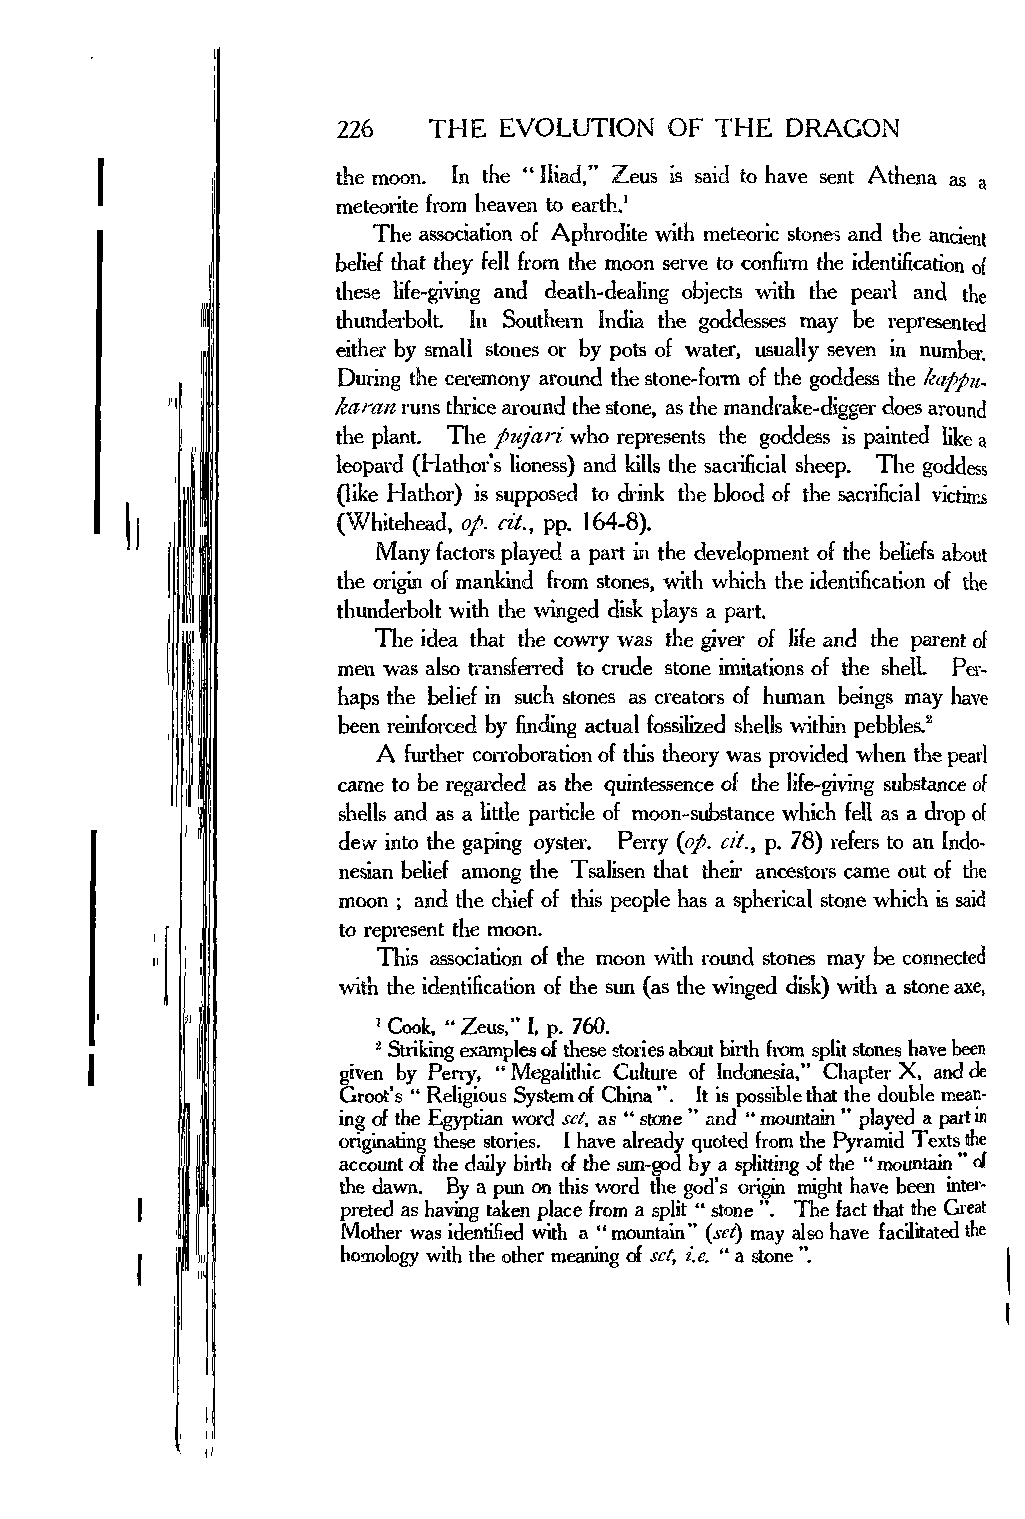 226 THE EVOLUTION OF THE DRAGON
the moon. In the “ Iliad,” Zeus is said to have sent Athena as a
meteorite from heaven to earth.¹
The association of Aphrodite with meteoric stones and the ancient
belief that they fell from the moon serve to confirm the identification of
these life-giving and death-dealing objects with the pearl and the
thunderbolt. In Southern India the goddesses may be represented
either by small stones or by pots of water, usually seven in number.
During the ceremony around the stone-form of the goddess the kappu-
karan runs thrice around the stone, as the mandrake-digger does around
the plant. The pujari who represents the goddess is painted like a
leopard (Hathor's lioness) and kills the sacrificial sheep. The goddess
(like Hathor) is supposed to drink the blood of the sacrificial victims
(Whitehead, op. cit., pp. 164-8).
Many factors played a part in the development of the beliefs about
the origin of mankind from stones, with which the identification of the
thunderbolt with the winged disk plays a part.
The idea that the cowry was the giver of life and the parent of
men was also transferred to crude stone imitations of the shell. Per-
haps the belief in such stones as creators of human beings may have
been reinforced by finding actual fossilized shells within pebbles.²
A further corroboration of this theory was provided when the pearl
came to be regarded as the quintessence of the life-giving substance of
shells and as a little particle of moon-substance which fell as a drop of
dew into the gaping oyster. Perry (op. cit., p. 78) refers to an Indo-
nesian belief among the Tsalisen that their ancestors came out of the
moon ; and the chief of this people has a spherical stone which is said
to represent the moon.
This association of the moon with round stones may be connected
with the identification of the sun (as the winged disk) with a stone axe,
¹ Cook, “ Zeus,” I, p. 760.
² Striking examples of these stories about birth from split stones have been
given by Perry, “ Megalithic Culture of Indonesia,” Chapter X, and de
Groot's “ Religious System of China ”. It is possible that the double mean-
ing of the Egyptian word set, as “ stone ” and “ mountain ” played a part in
originating these stories. I have already quoted from the Pyramid Texts the
account of the daily birth of the sun-god by a splitting of the “ mountain ” of
the dawn. By a pun on this word the god's origin might have been inter-
preted as having taken place from a split “ stone ”. The fact that the Great
Mother was identified with a “ mountain ” (set) may also have facilitated the
homology with the other meaning of set, i.e. “ a stone ”.